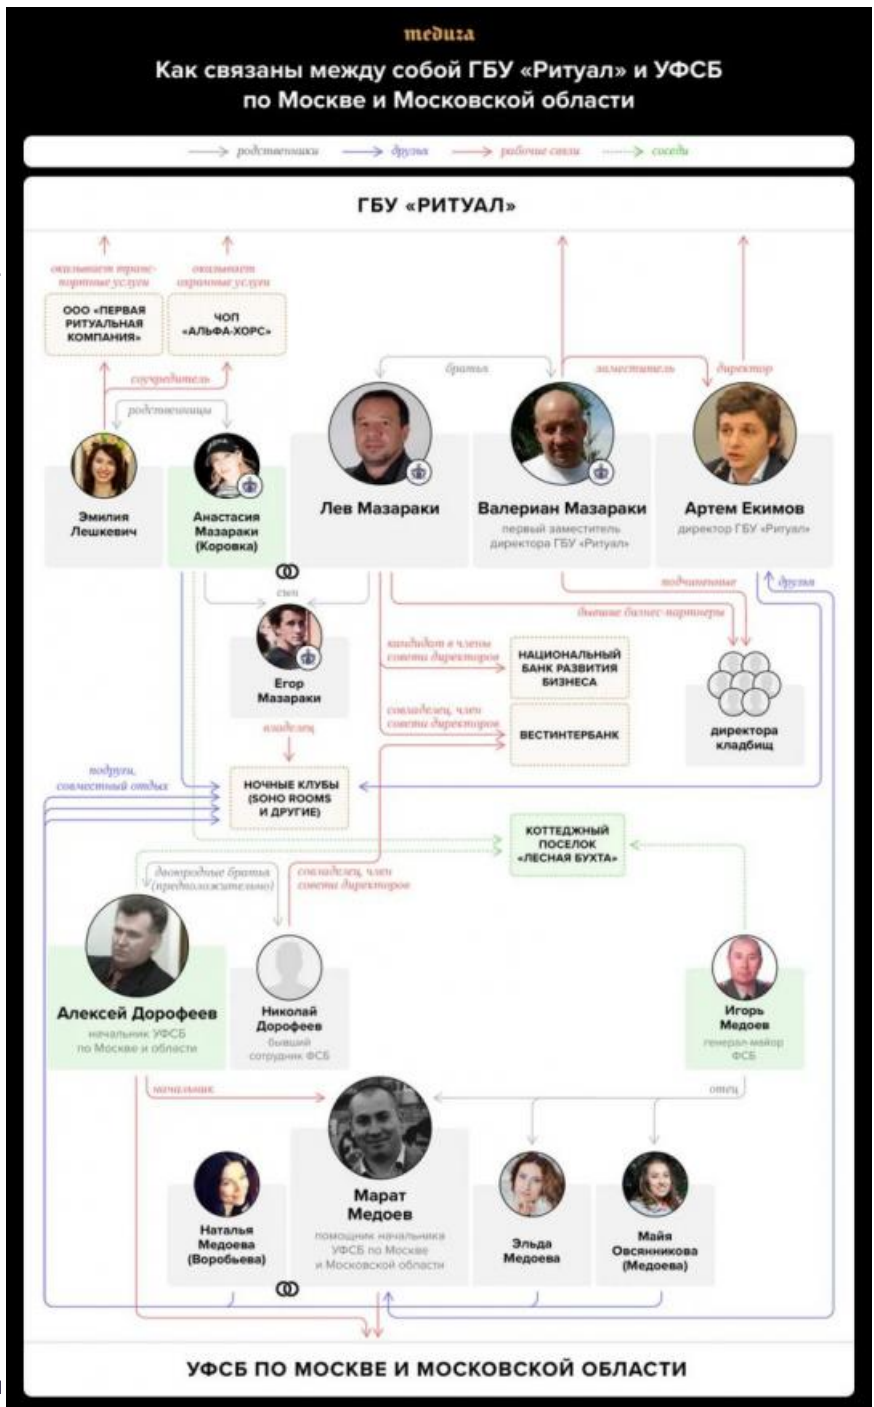 meduza
Как связаны между собой ГБУ «Ритуал» и УФСБ
по Москве и Московской области
родственники
друзья
рабочие связи
соседи
ГБУ «РИТУАЛ»
оказывает транс-
портные услуги
оказывает
охранные услуги
ООО «ПЕРВАЯ
РИТУАЛЬНАЯ
КОМПАНИЯ»
ЧОП
«АЛЬФА-ХОРС»
соучредитель
родственницы
братья
заместитель
директор
Эмилия
Лешкевич
Анастасия
Мазараки
(Коровка)
Лев Мазараки
Валериан Мазараки
первый заместитель
директора ГБУ «Ритуал»
Артем Екимов
директор ГБУ «Ритуал»
сын
подчиненные
друзья
бывшие бизнес-партнеры
Егор
Мазараки
кандидат в члены
совета директоров
НАЦИОНАЛЬНЫЙ
БАНК РАЗВИТИЯ
БИЗНЕСА
директора
кладбищ
владелец
совладелец, член
совета директоров
ВЕСТИНТЕРБАНК
подруги,
совместный отдых
НОЧНЫЕ КЛУБЫ
(SOHO ROOMS
И ДРУГИЕ)
КОТТЕДЖНЫЙ
ПОСЕЛОК
«ЛЕСНАЯ БУХТА»
двоюродные братья
(предположительно)
совладелец, член
совета директоров
Алексей Дорофеев
начальник УФСБ
по Москве и области
Николай
Дорофеев
бывший
сотрудник ФСБ
Игорь
Медоев
генерал-майор
ФСБ
начальник
отец
Марат
Медоев
помощник начальника
УФСБ по Москве
и Московской области
Наталья
Медоева
(Воробьева)
Эльда
Медоева
Майя
Овсянникова
(Медоева)
УФСБ ПО МОСКВЕ И МОСКОВСКОЙ ОБЛАСТИ